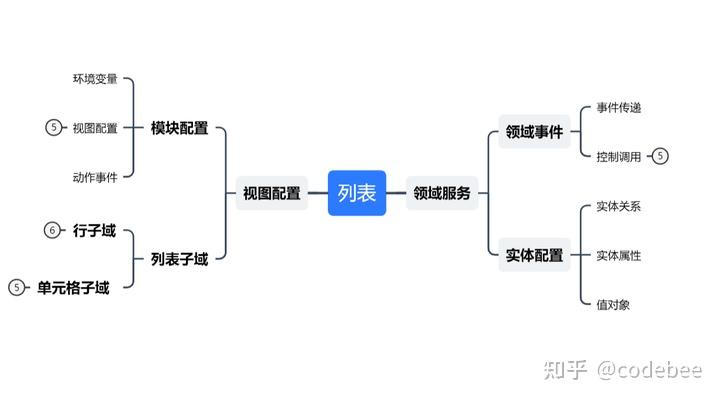 环境变量
5
视图配置
动作事件
模块配置
6
行子域
5
单元格子域
列表子域
视图配置
列表
领域服务
领域事件
事件传递
控制调用
5
实体配置
实体关系
实体属性
值对象
知乎 @codebee